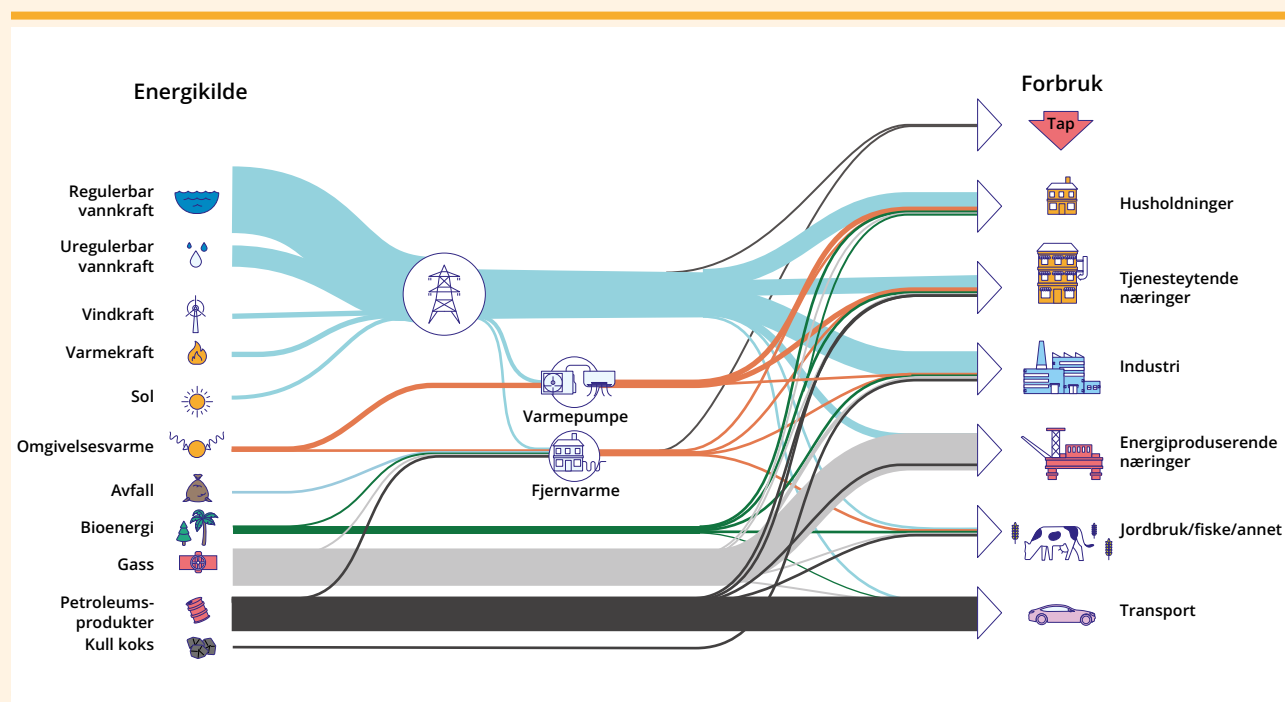 Energikilde
Forbruk
Tap
Regulerbar
vannkraft
Uregulerbar
vannkraft
Vindkraft
Varmekraft
Sol
Omgivelsesvarme
Avfall
Bioenergi
Gass
Petroleums-
produkter
Kull koks
Varmepumpe
Fjernvarme
Husholdninger
Tjenesteytende
næringer
Industri
Energiproduserende
næringer
Jordbruk/fiske/annet
Transport